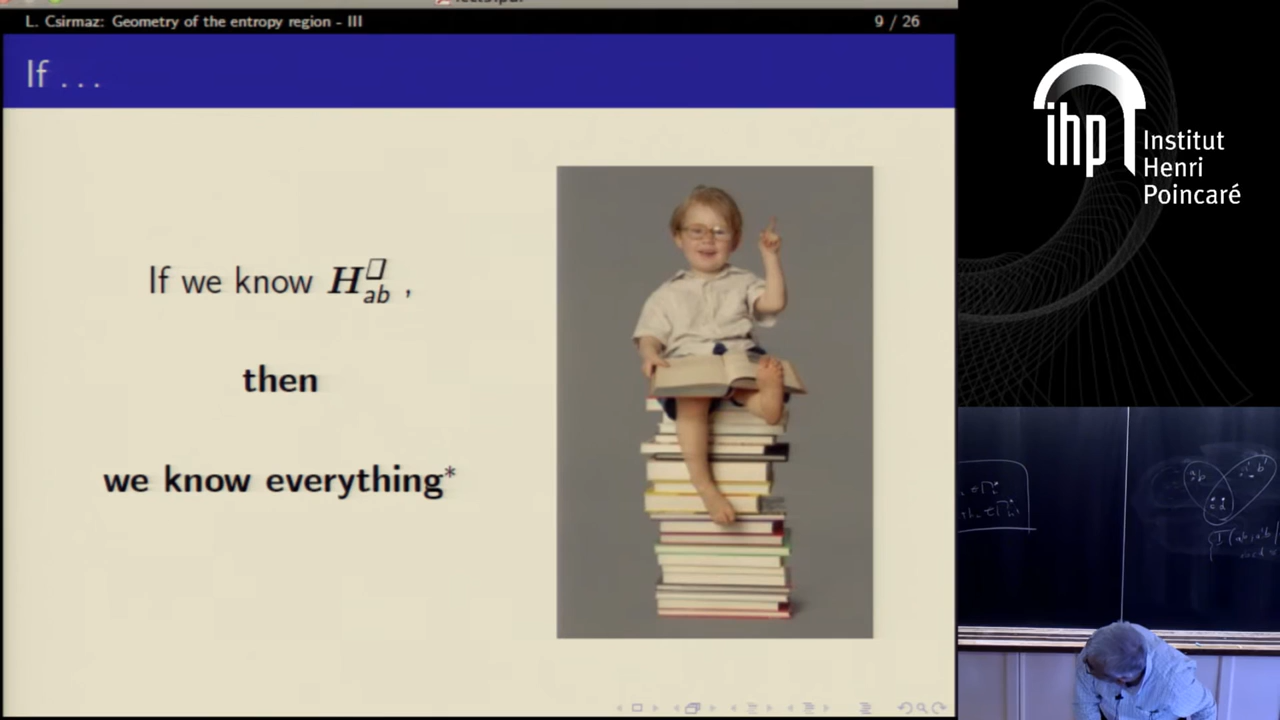 L. Csirmaz: Geometry of the entropy region - III 9 / 26
If . . .
If we know H▯ab ,
then
we know everything*
ihp Institut
Henri
Poincaré